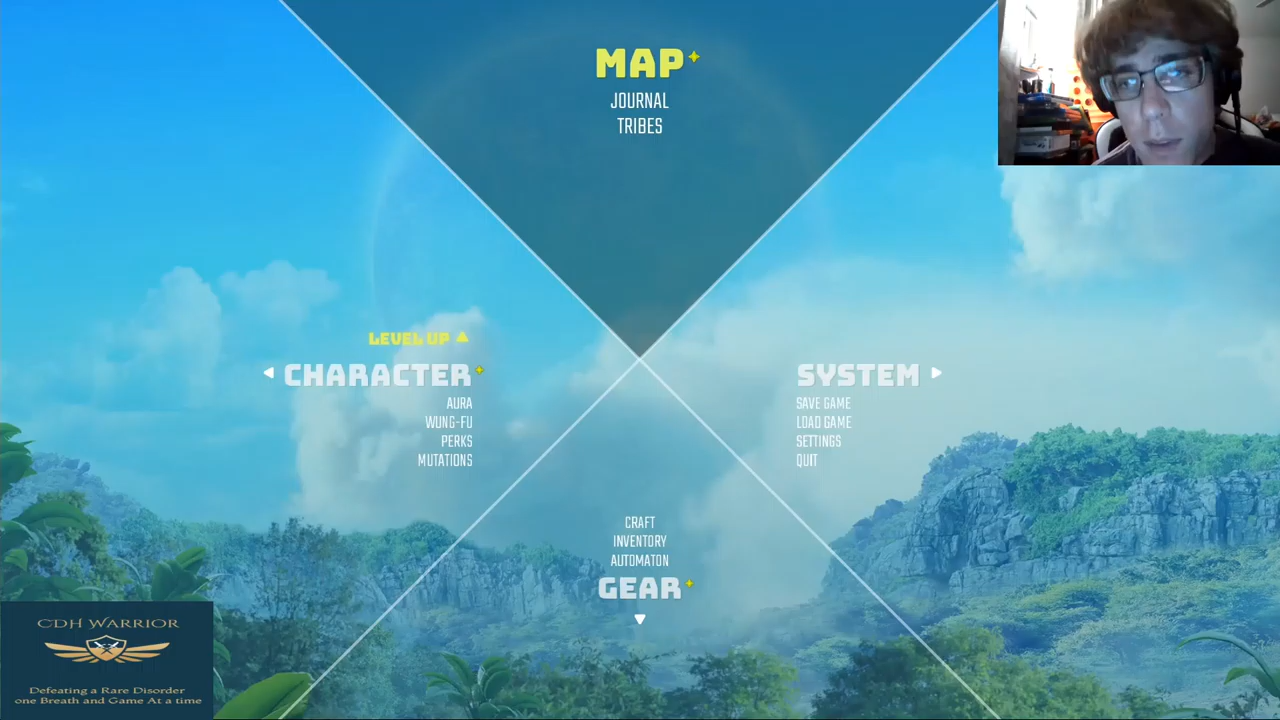 MAP
JOURNAL
TRIBES
LEVEL UP
CHARACTER
AURA
WUNG-FU
PERKS
MUTATIONS
SYSTEM
SAVE GAME
LOAD GAME
SETTINGS
QUIT
CRAFT
INVENTORY
AUTOMATON
GEAR
CDH WARRIOR
Defeating a Rare Disorder
one Breath and Game At a time